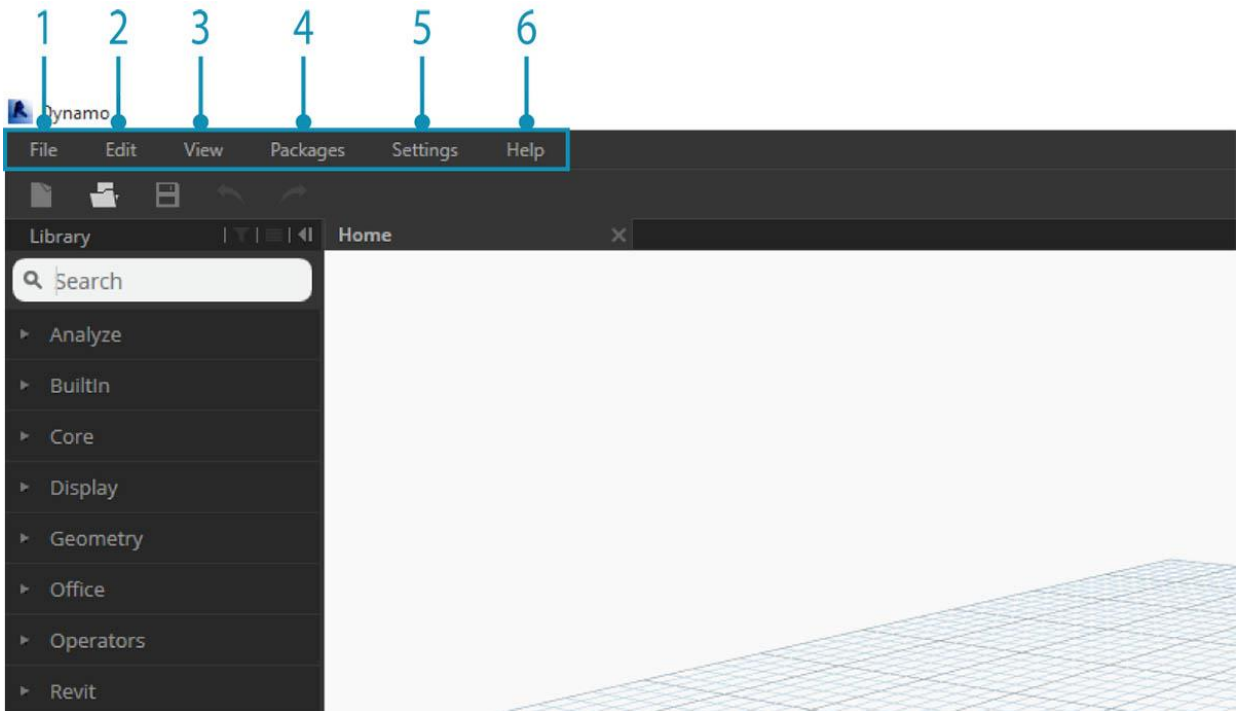 1 2 3 4 5 6
Dynamo
File Edit View Packages Settings Help
Library Home
Search
Analyze
BuiltIn
Core
Display
Geometry
Office
Operators
Revit